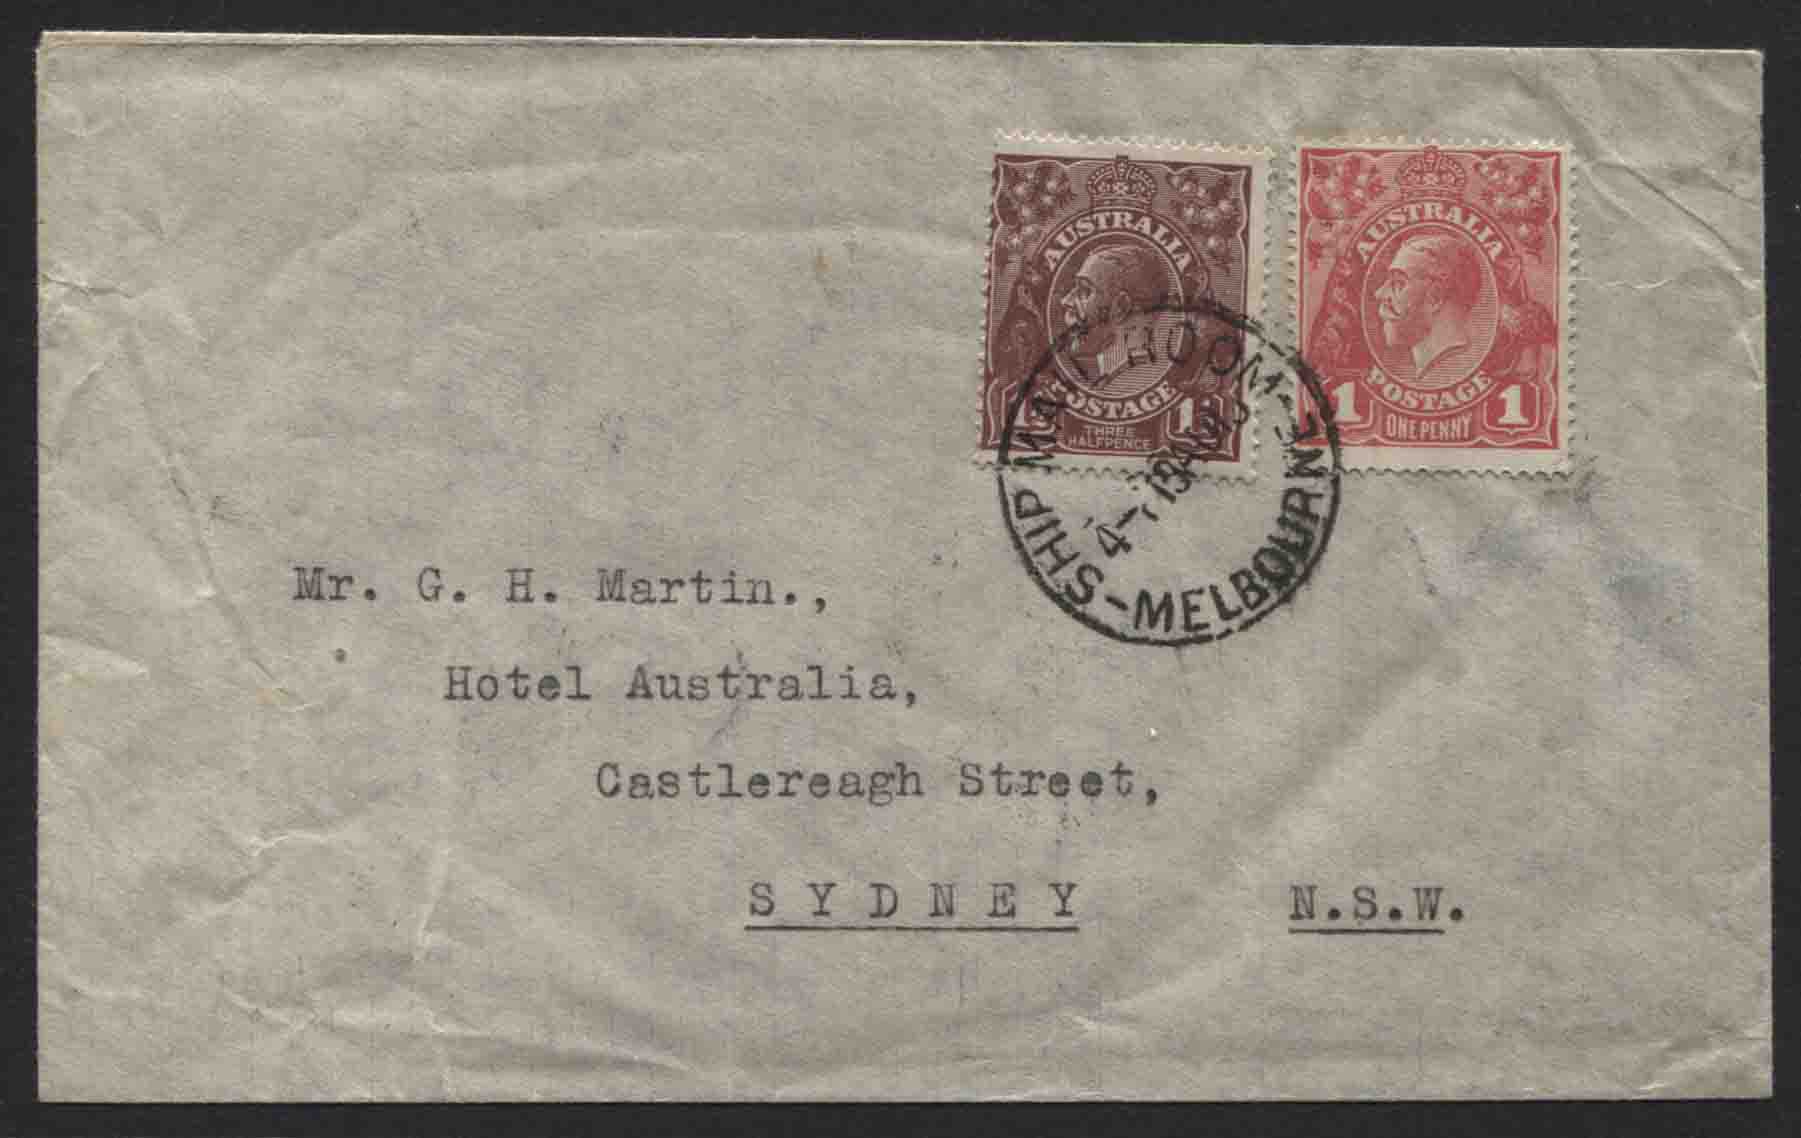 AUSTRALIA
POSTAGE
THREE
HALFPENCE
AUSTRALIA
1 POSTAGE 1
ONE PENNY
SHIP MAIL ROOM - MELBOURNE -
Mr. G. H. Martin.,
Hotel Australia,
Castlereagh Street,
SYDNEY N.S.W.